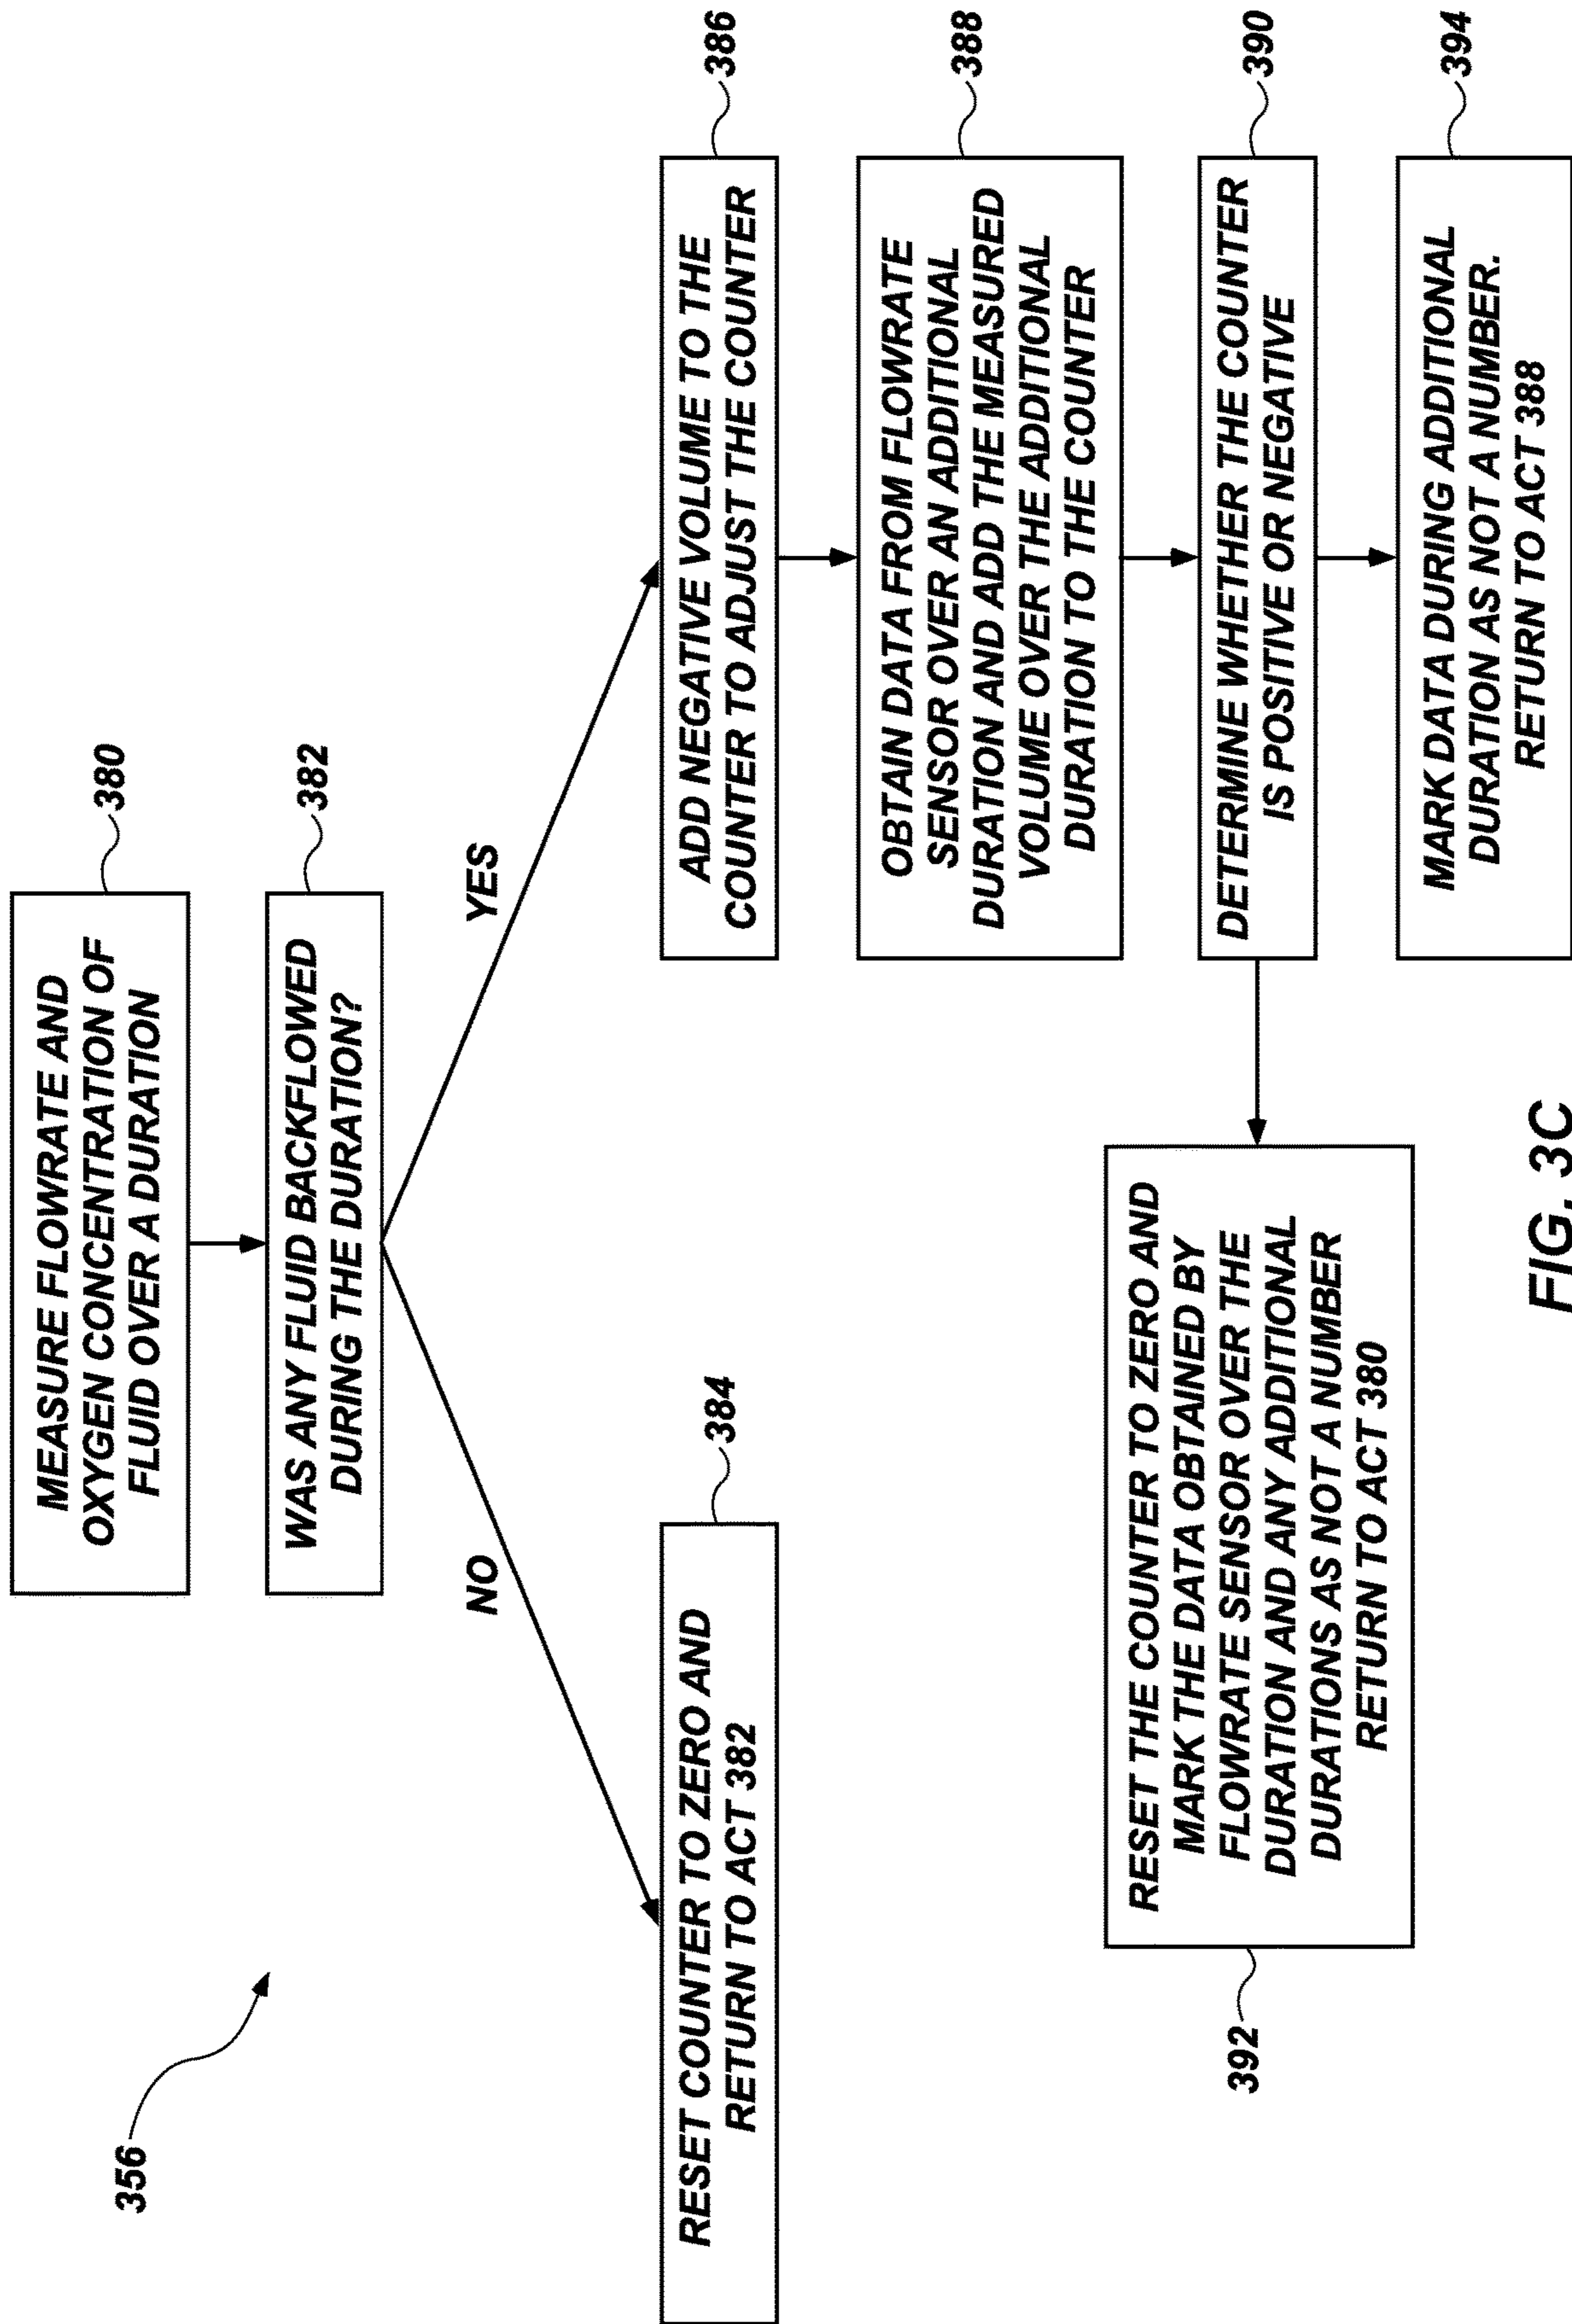 356
MEASURE FLOWRATE AND
OXYGEN CONCENTRATION OF
FLUID OVER A DURATION
380
WAS ANY FLUID BACKFLOWED
DURING THE DURATION?
382
NO
YES
RESET COUNTER TO ZERO AND
RETURN TO ACT 382
384
ADD NEGATIVE VOLUME TO THE
COUNTER TO ADJUST THE COUNTER
386
OBTAIN DATA FROM FLOWRATE
SENSOR OVER AN ADDITIONAL
DURATION AND ADD THE MEASURED
VOLUME OVER THE ADDITIONAL
DURATION TO THE COUNTER
388
DETERMINE WHETHER THE COUNTER
IS POSITIVE OR NEGATIVE
390
392
RESET THE COUNTER TO ZERO AND
MARK THE DATA OBTAINED BY
FLOWRATE SENSOR OVER THE
DURATION AND ANY ADDITIONAL
DURATIONS AS NOT A NUMBER
RETURN TO ACT 380
MARK DATA DURING ADDITIONAL
DURATION AS NOT A NUMBER.
RETURN TO ACT 388
394
FIG. 3C